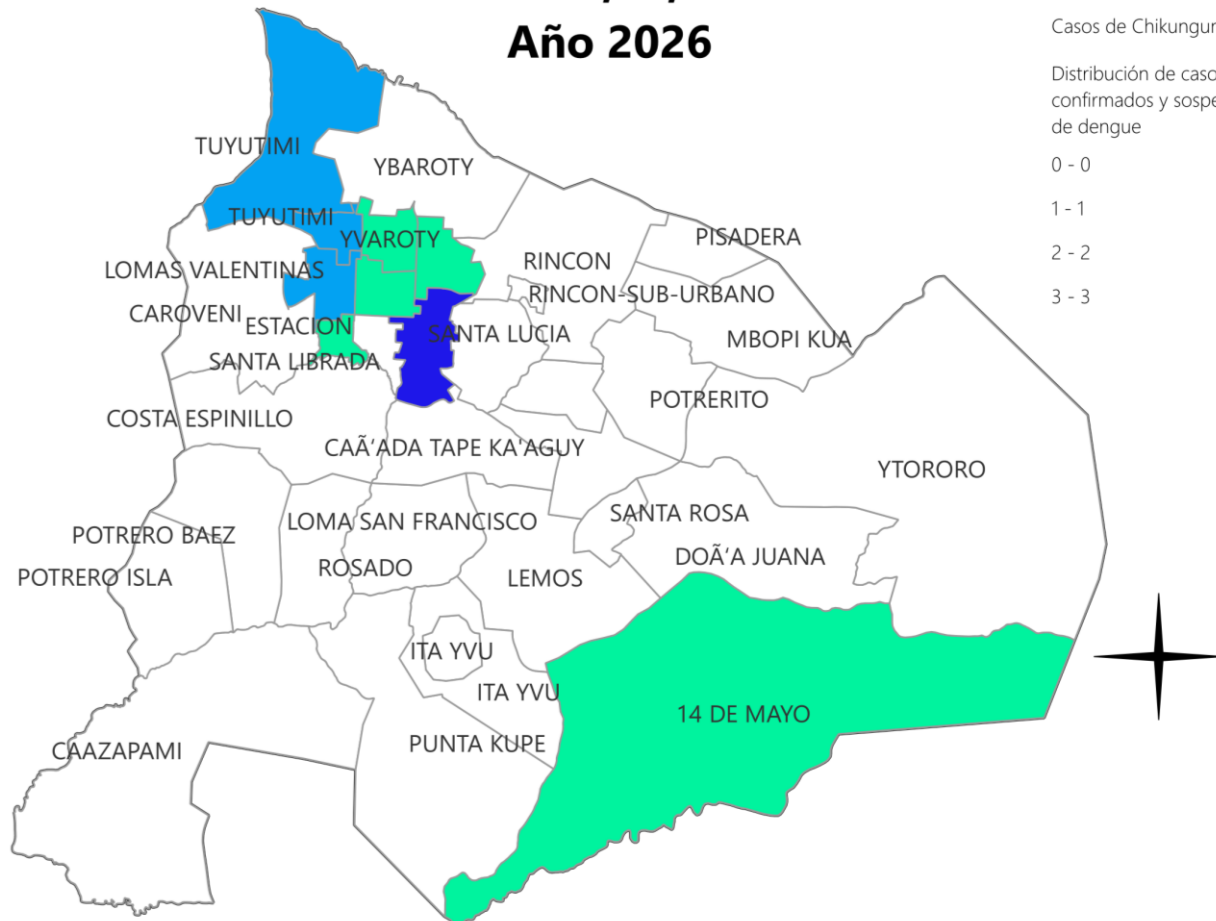 Año 2026
Casos de Chikungun
Distribución de caso
confirmados y sospe
de dengue
0 - 0
1 - 1
2 - 2
3 - 3
TUYUTIMI
YBAROTY
TUYUTIMI
YVAROTY
PISADERA
LOMAS VALENTINAS
RINCON
RINCON-SUB-URBANO
CAROVENI
ESTACION
SANTA LUCIA
MBOPI KUA
SANTA LIBRADA
POTRERITO
COSTA ESPINILLO
CAÃ‘ADA TAPE KA'AGUY
YTORORO
LOMA SAN FRANCISCO
SANTA ROSA
POTRERO BAEZ
DOÃ‘A JUANA
POTRERO ISLA
ROSADO
LEMOS
ITA YVU
ITA YVU
14 DE MAYO
PUNTA KUPE
CAAZAPAMI